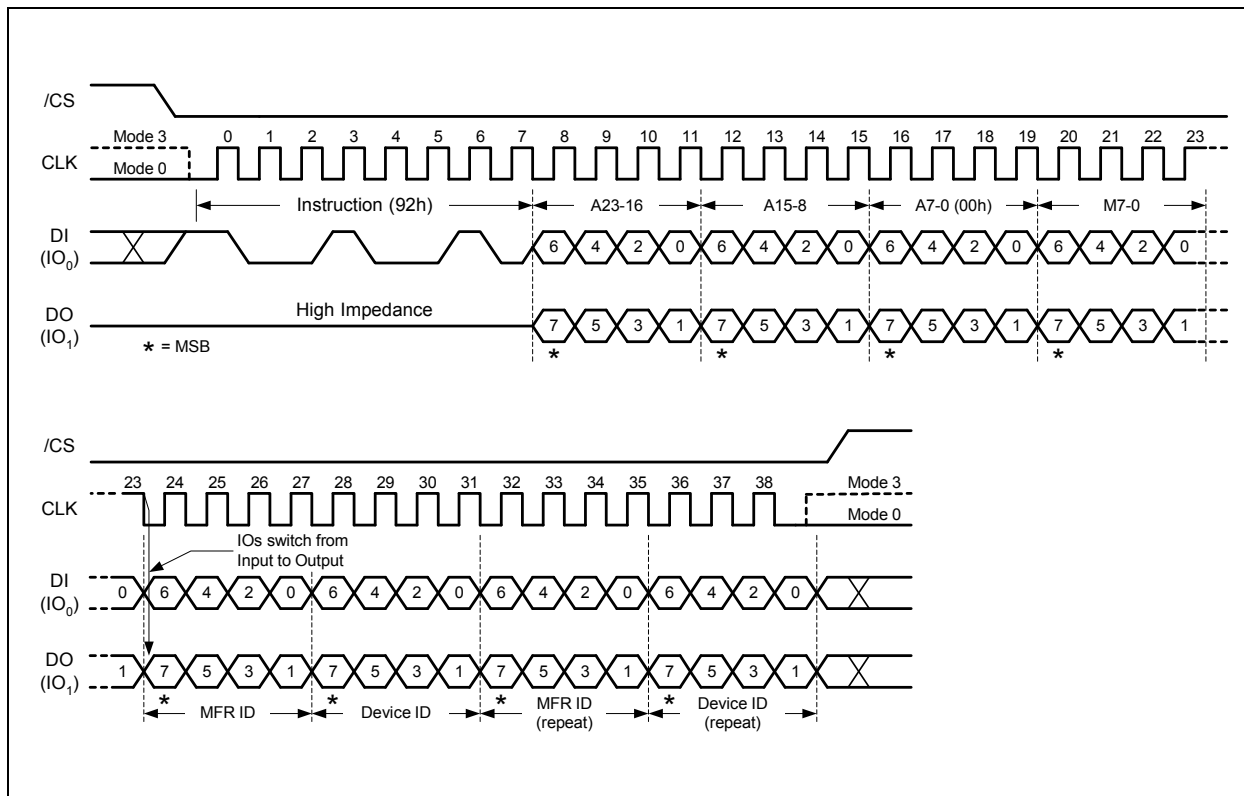 /CS
Mode 3 0 1 2 3 4 5 6 7 8 9 10 11 12 13 14 15 16 17 18 19 20 21 22 23
CLK Mode 0
Instruction (92h) A23-16 A15-8 A7-0 (00h) M7-0
DI
(IO0) 6 4 2 0 6 4 2 0 6 4 2 0 6 4 2 0
High Impedance
DO
(IO1) 7 5 3 1 7 5 3 1 7 5 3 1 7 5 3 1
* = MSB * * * *
/CS
23 24 25 26 27 28 29 30 31 32 33 34 35 36 37 38 Mode 3
CLK Mode 0
IOs switch from
Input to Output
DI
(IO0) 0 6 4 2 0 6 4 2 0 6 4 2 0 6 4 2 0
DO
(IO1) 1 7 5 3 1 7 5 3 1 7 5 3 1 7 5 3 1
* * * *
MFR ID Device ID MFR ID
(repeat) Device ID
(repeat)